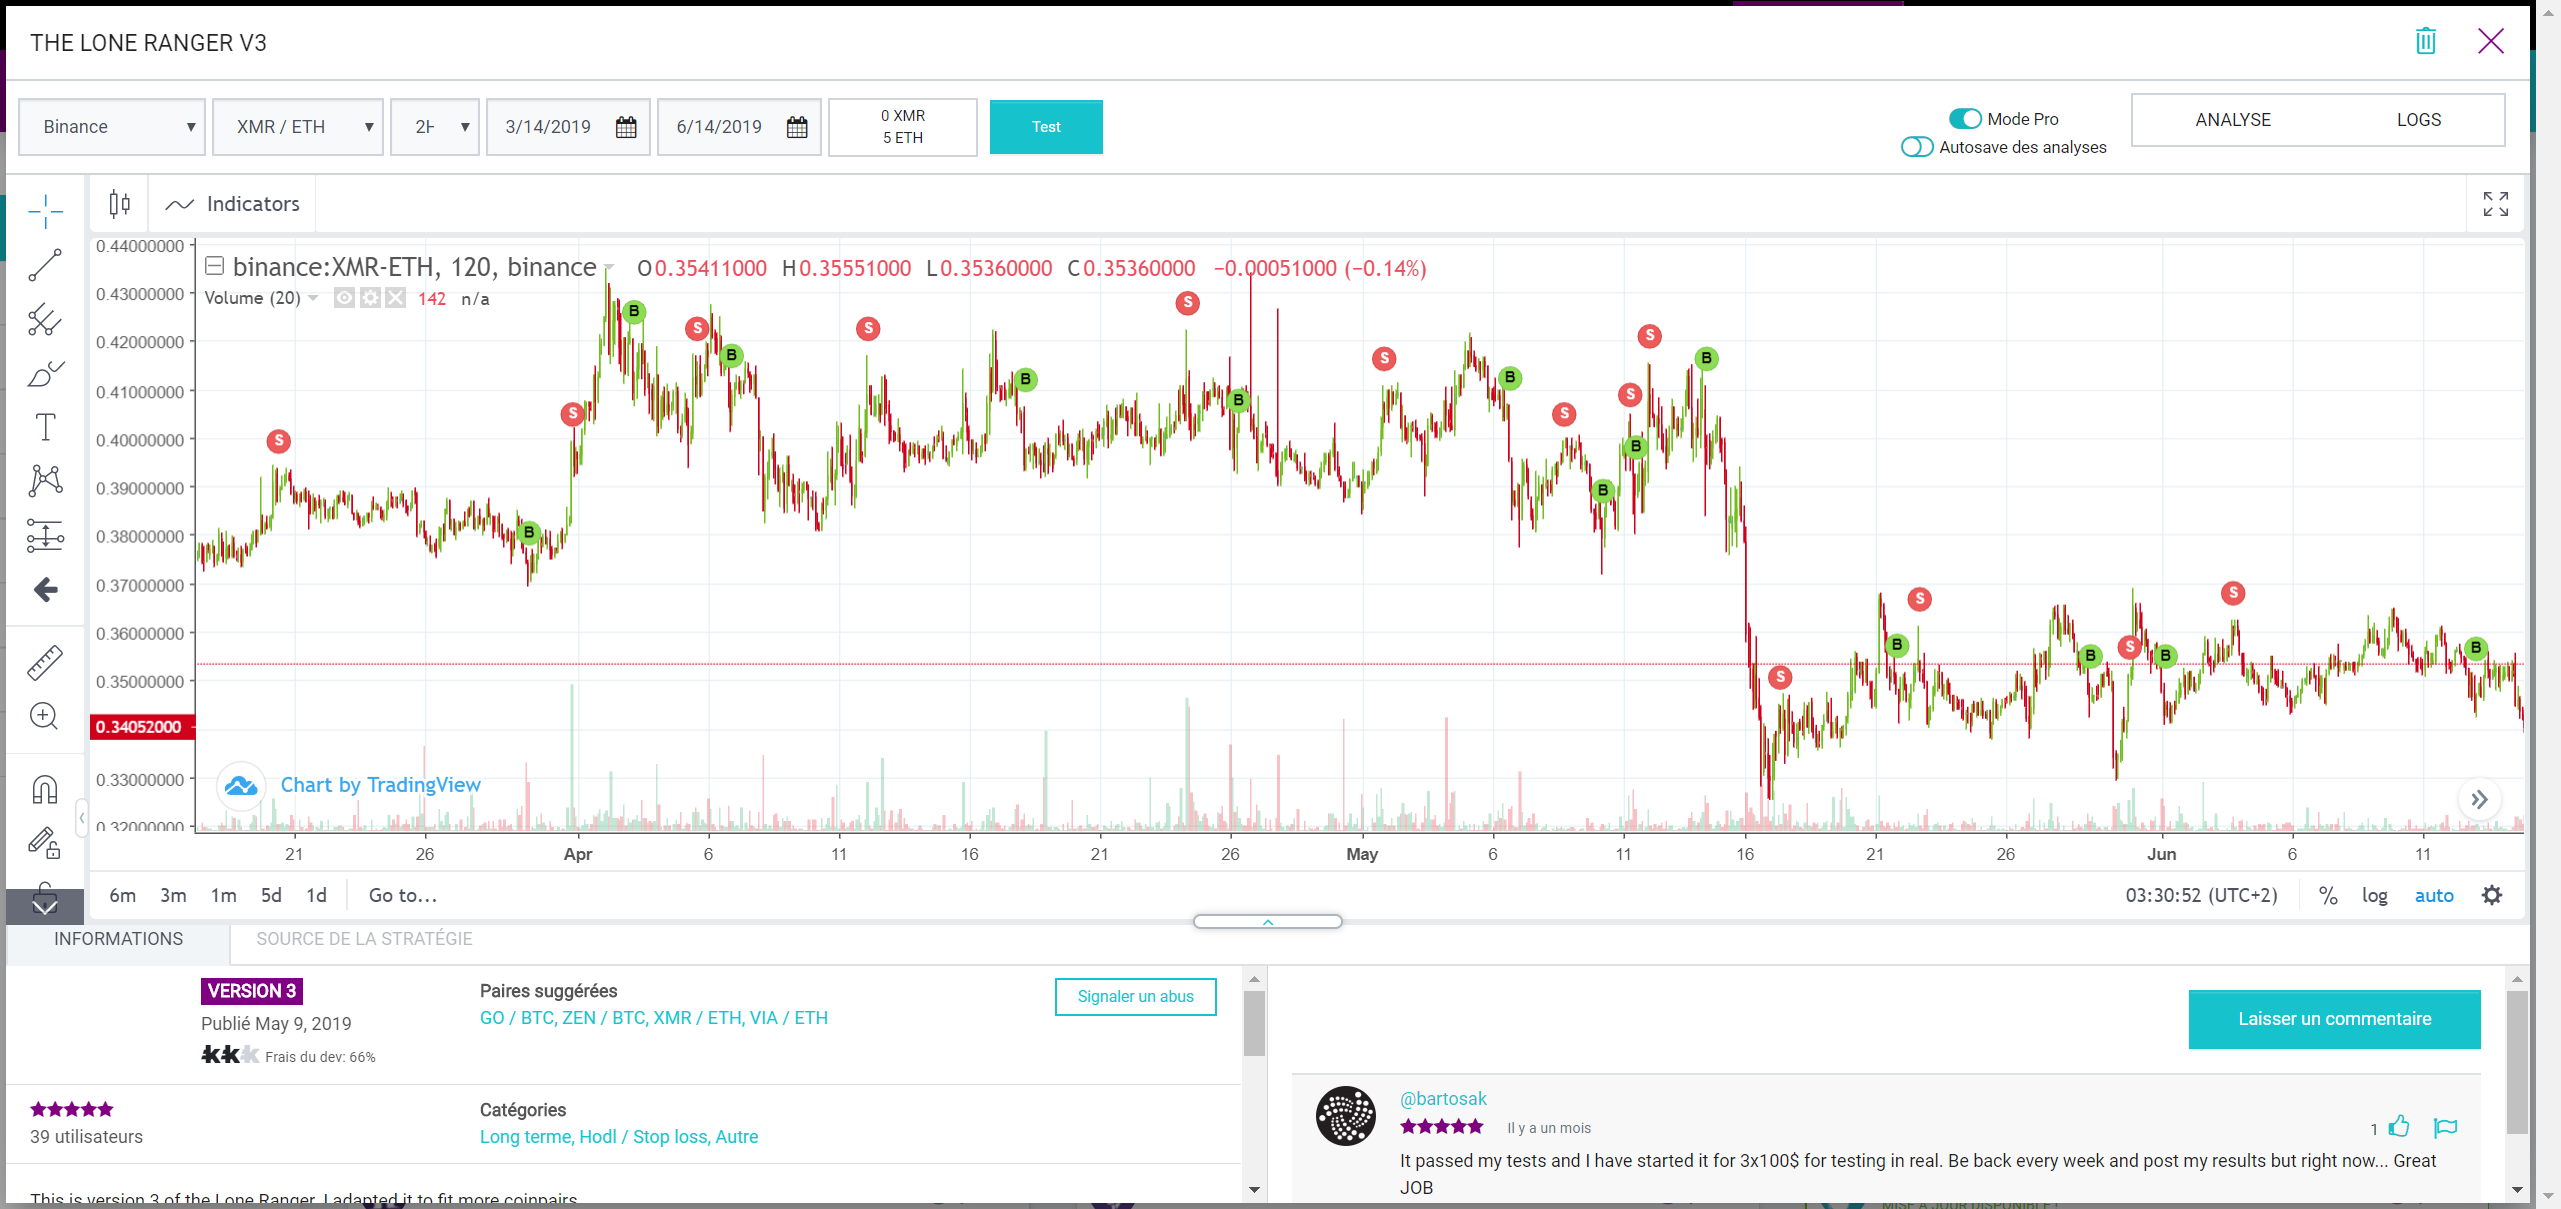 THE LONE RANGER V3
Binance
XMR / ETH
2H
3/14/2019
6/14/2019
0 XMR
5 ETH
Test
Mode Pro
Autosave des analyses
ANALYSE
LOGS
Indicators
binance:XMR-ETH, 120, binance O0.35411000 H0.35551000 L0.35360000 C0.35360000 −0.00051000 (−0.14%)
Volume (20) 142 n/a
0.44000000
0.43000000
0.42000000
0.41000000
0.40000000
0.39000000
0.38000000
0.37000000
0.36000000
0.35000000
0.34052000
0.33000000
0.32000000
S
S
B
B
S
B
S
B
S
B
S
B
S
B
S
B
S
B
S
B
S
B
S
B
S
B
Chart by TradingView
21 26 Apr 6 11 16 21 26 May 6 11 16 21 26 Jun 6 11
6m 3m 1m 5d 1d Go to...
03:30:52 (UTC+2) % log auto
INFORMATIONS
SOURCE DE LA STRATÉGIE
VERSION 3
Publié May 9, 2019
Frais du dev: 66%
Paires suggérées
GO / BTC, ZEN / BTC, XMR / ETH, VIA / ETH
Signaler un abus
39 utilisateurs
Catégories
Long terme, Hodl / Stop loss, Autre
This is version 3 of the Lone Ranger. I adapted it to fit more coinpairs
Laisser un commentaire
@bartosak
Il y a un mois
1
It passed my tests and I have started it for 3x100$ for testing in real. Be back every week and post my results but right now... Great
JOB
MISE À JOUR DISPONIBLE !